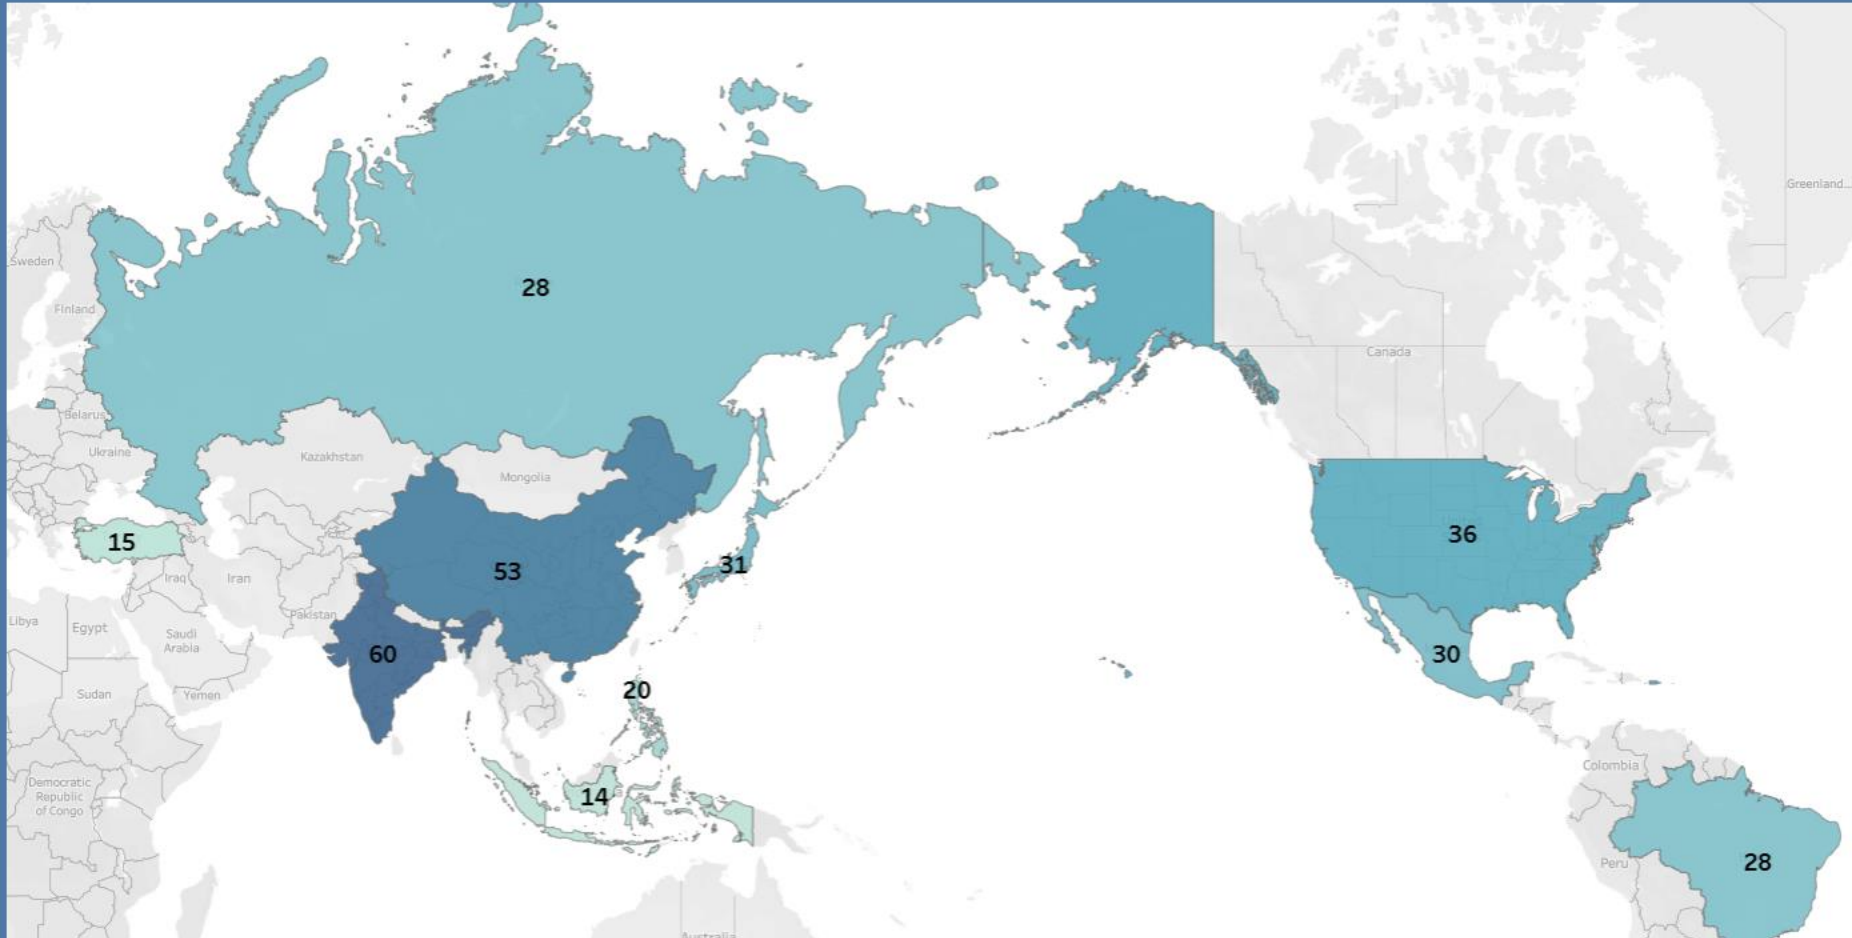 Greenland...
Sweden
28
Finland
Canada
Belarus
Ukraine
Kazakhstan
Mongolia
36
15
53
31
Iraq
Iran
Pakistan
Libya
Egypt
Saudi
Arabia
60
30
20
Sudan
Yemen
Colombia
Democratic
Republic
of Congo
14
28
Peru
Australia